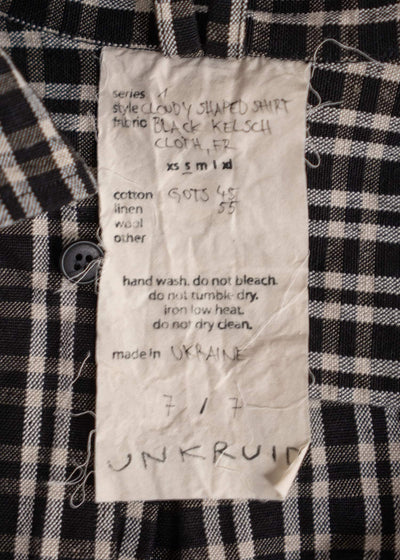 series 1
style CLOUDY SHAPED SHIRT
fabric BLACK KELSCH
CLOTH, FR
xs s m l xl
cotton GOTS 45
linen 55
wool
other
hand wash. do not bleach.
do not tumble-dry.
iron low heat.
do not dry clean.
made in UKRAINE
7 / 7
UNKRUID